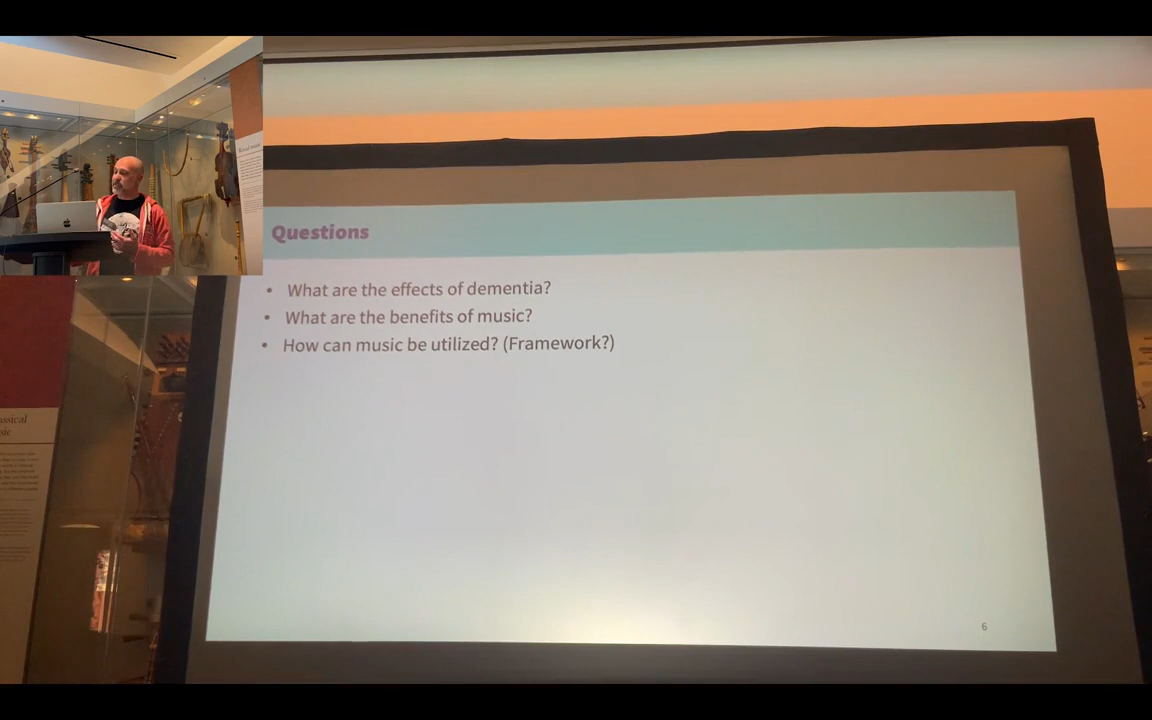 Questions
• What are the effects of dementia?
• What are the benefits of music?
• How can music be utilized? (Framework?)
6